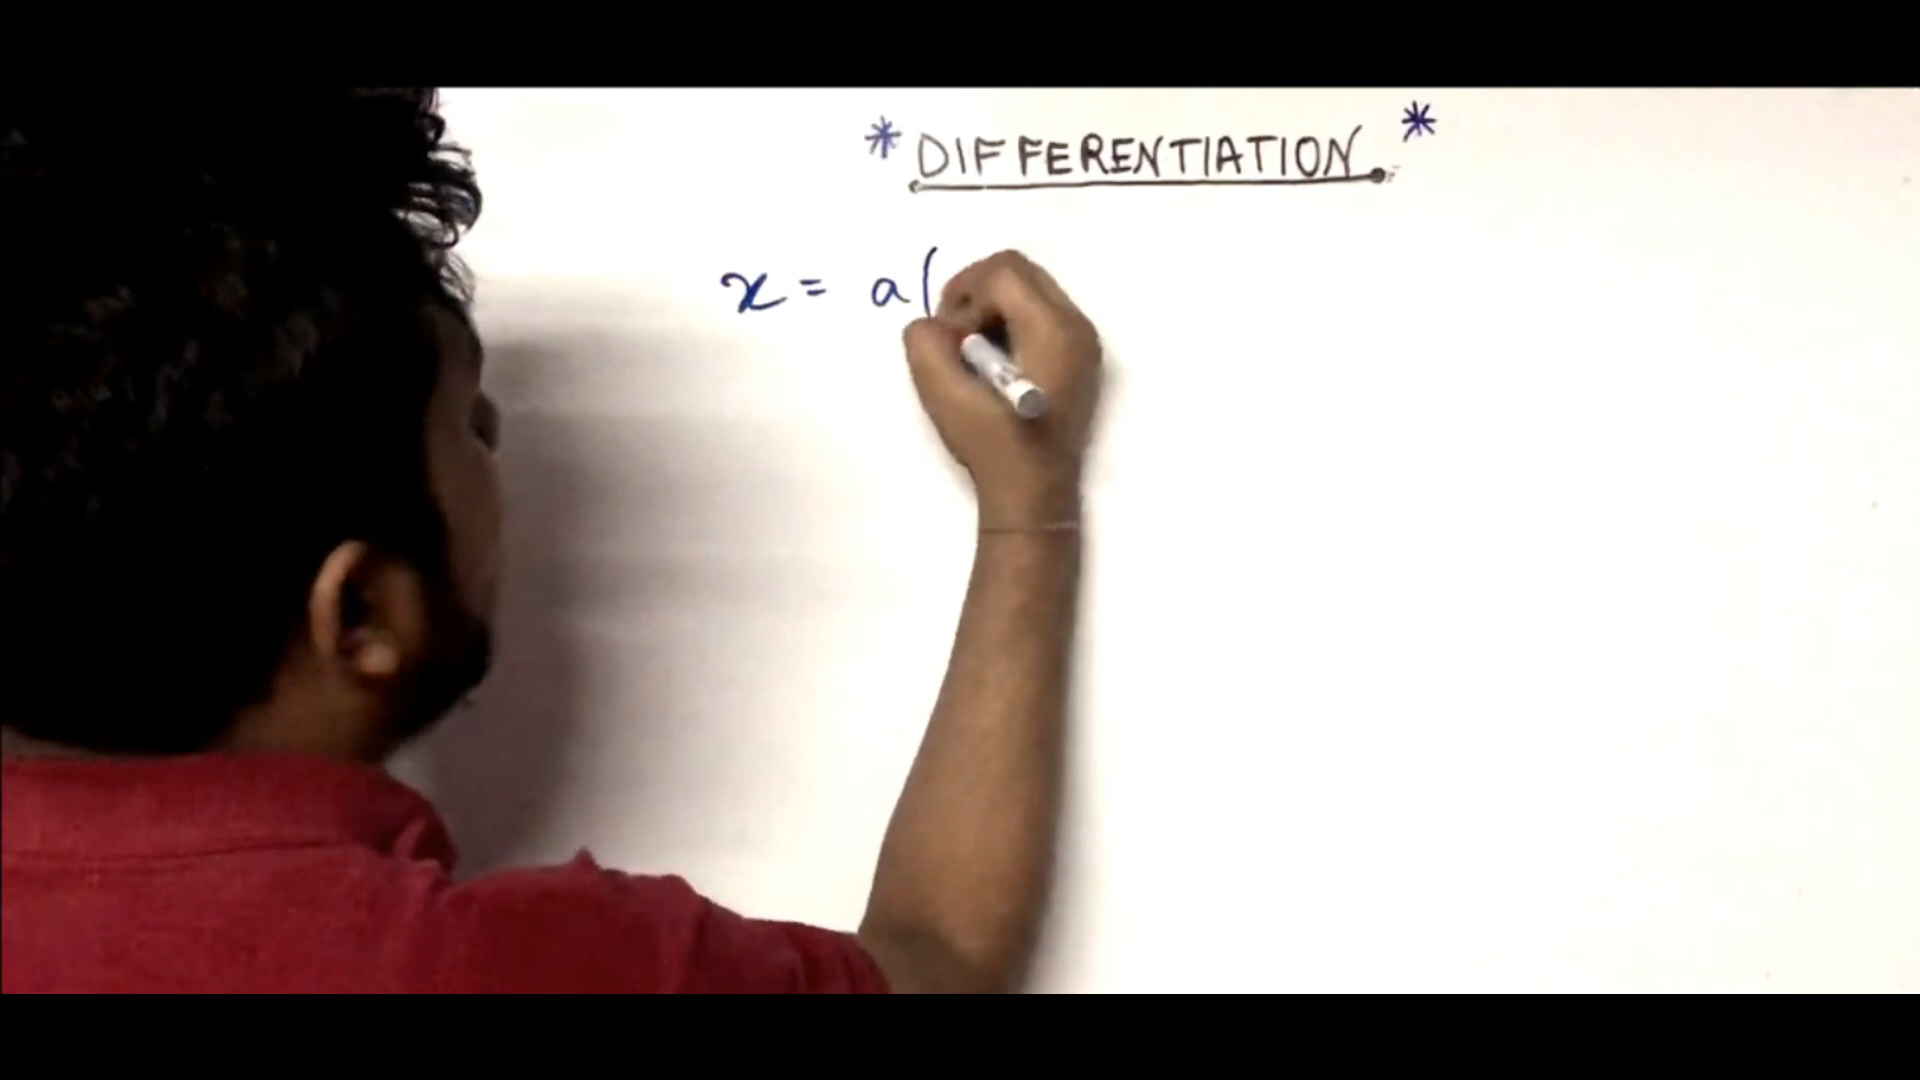 * DIFFERENTIATION. *
x = a(